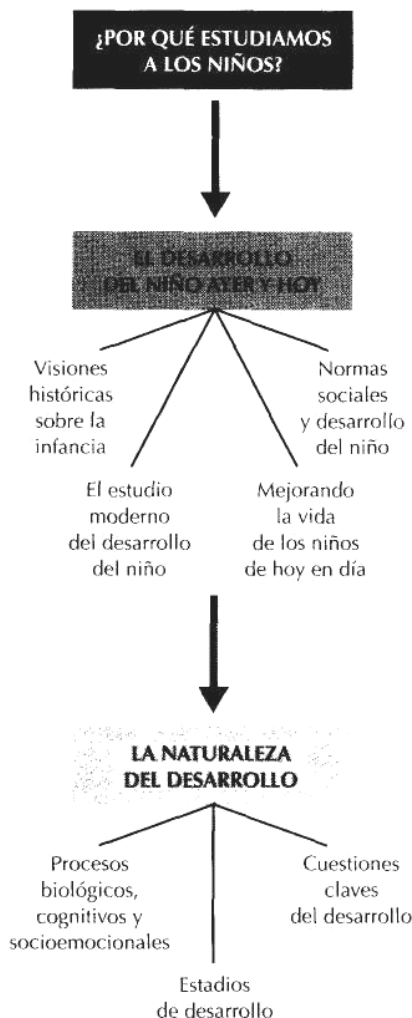 ¿POR QUÉ ESTUDIAMOS
A LOS NIÑOS?
EL DESARROLLO
DEL NIÑO AYER Y HOY
Visiones
históricas
sobre la
infancia
Normas
sociales
y desarrollo
del niño
El estudio
moderno
del desarrollo
del niño
Mejorando
la vida
de los niños
de hoy en día
LA NATURALEZA
DEL DESARROLLO
Procesos
biológicos,
cognitivos y
socioemocionales
Cuestiones
claves
del desarrollo
Estadios
de desarrollo